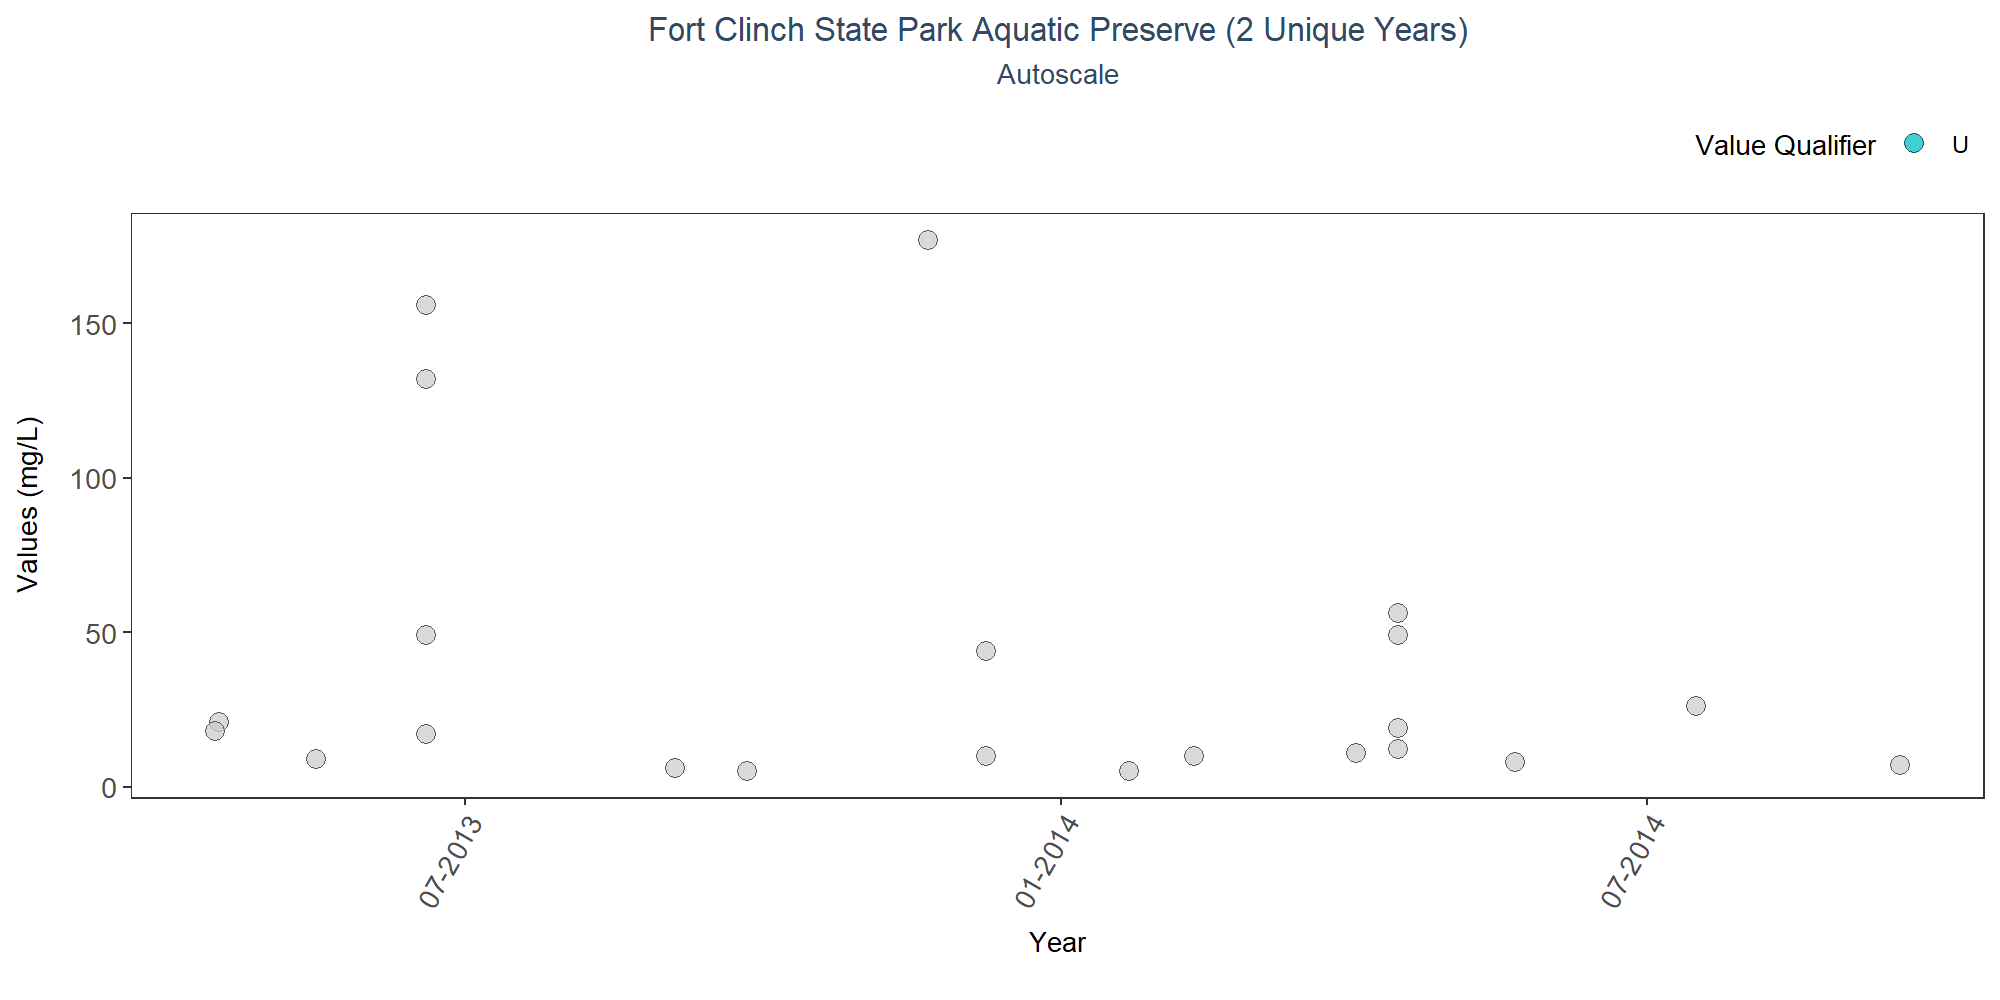 Fort Clinch State Park Aquatic Preserve (2 Unique Years)
Autoscale
Value Qualifier U
150
100
50
0
Values (mg/L)
07-2013 01-2014 07-2014
Year